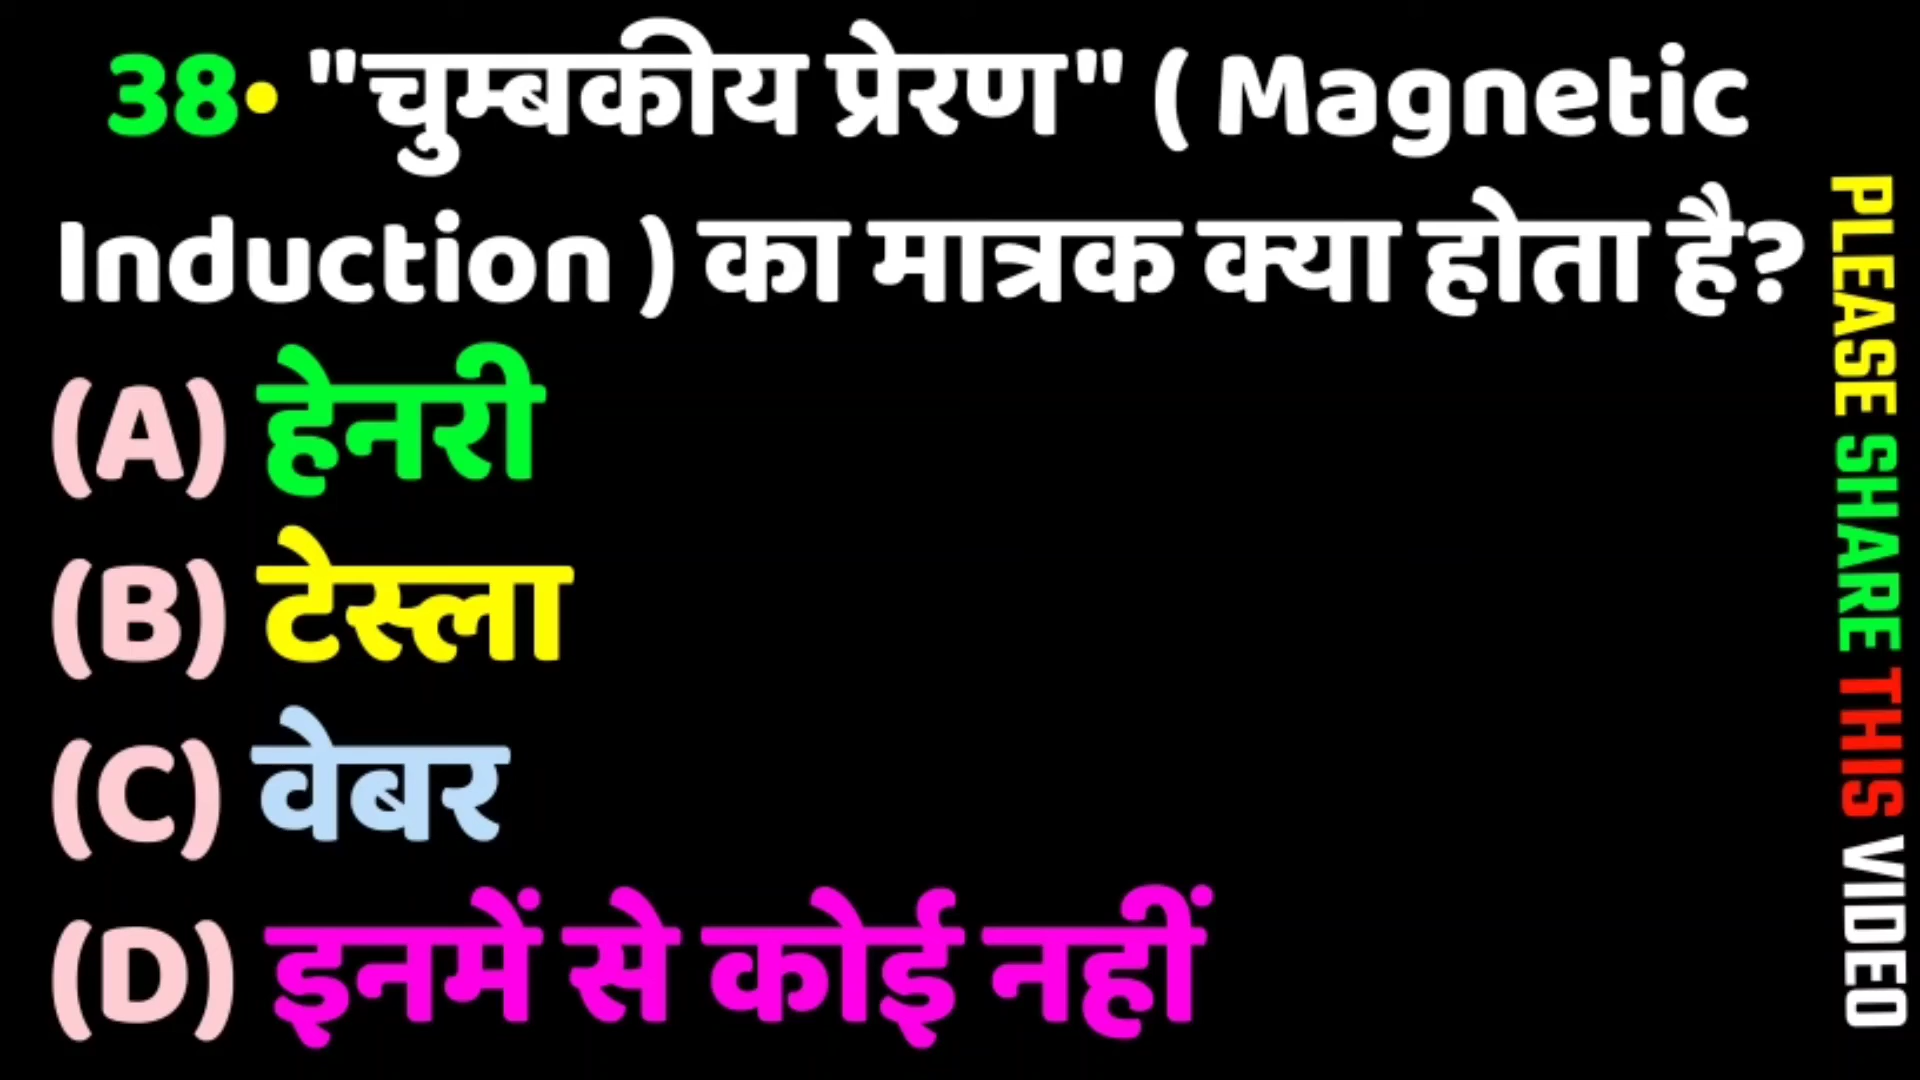 38• "चुम्बकीय प्रेरण" ( Magnetic
Induction ) का मात्रक क्या होता है?
(A) हेनरी
(B) टेस्ला
(C) वेबर
(D) इनमें से कोई नहीं
PLEASE SHARE THIS VIDEO